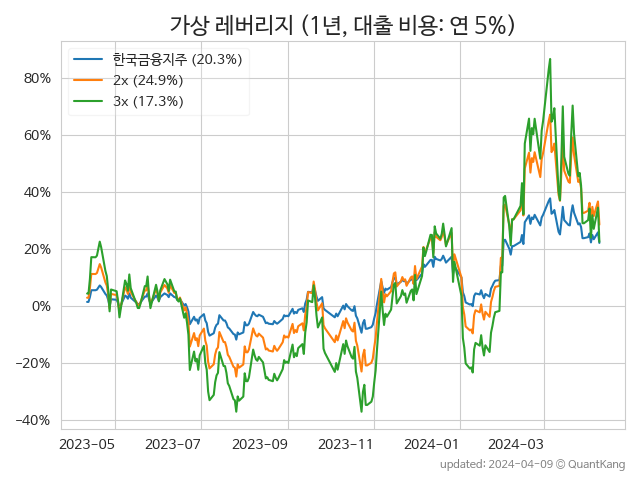 가상 레버리지 (1년, 대출 비용: 연 5%)
한국금융지주 (20.3%)
2x (24.9%)
3x (17.3%)
80%
60%
40%
20%
0%
−20%
−40%
2023-05 2023-07 2023-09 2023-11 2024-01 2024-03
updated: 2024-04-09 © QuantKang